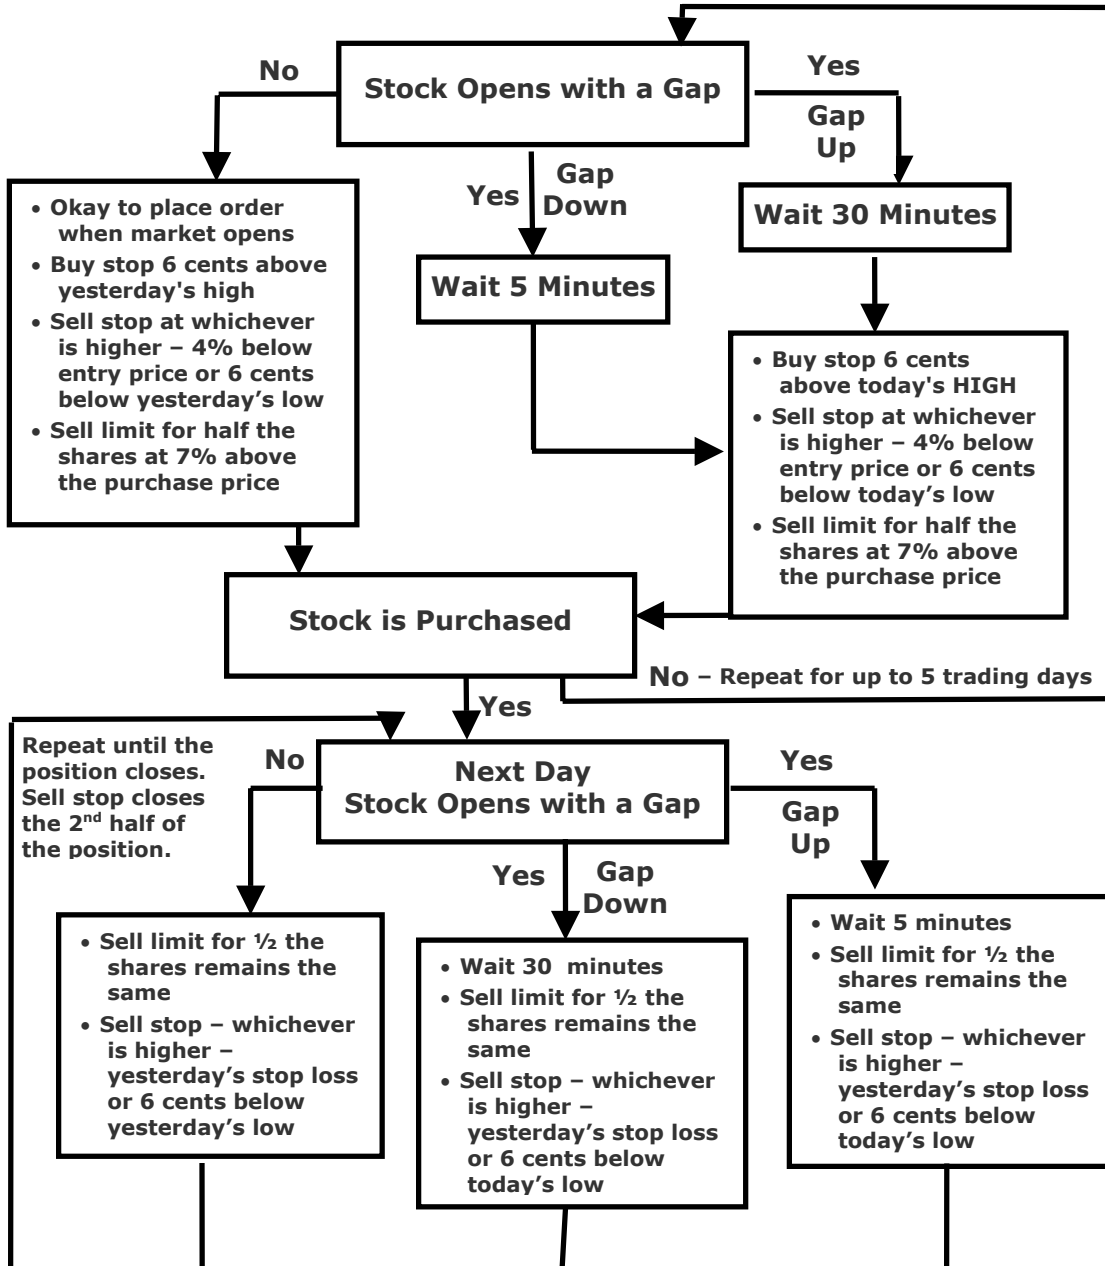 Stock Opens with a Gap
No
Yes
Gap
Up
Yes
Gap
Down
• Okay to place order
when market opens
• Buy stop 6 cents above
yesterday's high
• Sell stop at whichever
is higher – 4% below
entry price or 6 cents
below yesterday’s low
• Sell limit for half the
shares at 7% above
the purchase price
Wait 5 Minutes
Wait 30 Minutes
• Buy stop 6 cents
above today's HIGH
• Sell stop at whichever
is higher – 4% below
entry price or 6 cents
below today’s low
• Sell limit for half the
shares at 7% above
the purchase price
Stock is Purchased
No – Repeat for up to 5 trading days
Yes
Repeat until the
position closes.
Sell stop closes
the 2nd half of
the position.
No
Next Day
Stock Opens with a Gap
Yes
Gap
Up
Yes
Gap
Down
• Sell limit for ½ the
shares remains the
same
• Sell stop – whichever
is higher –
yesterday’s stop loss
or 6 cents below
yesterday’s low
• Wait 30 minutes
• Sell limit for ½ the
shares remains the
same
• Sell stop – whichever
is higher –
yesterday’s stop loss
or 6 cents below
today’s low
• Wait 5 minutes
• Sell limit for ½ the
shares remains the
same
• Sell stop – whichever
is higher –
yesterday’s stop loss
or 6 cents below
today’s low